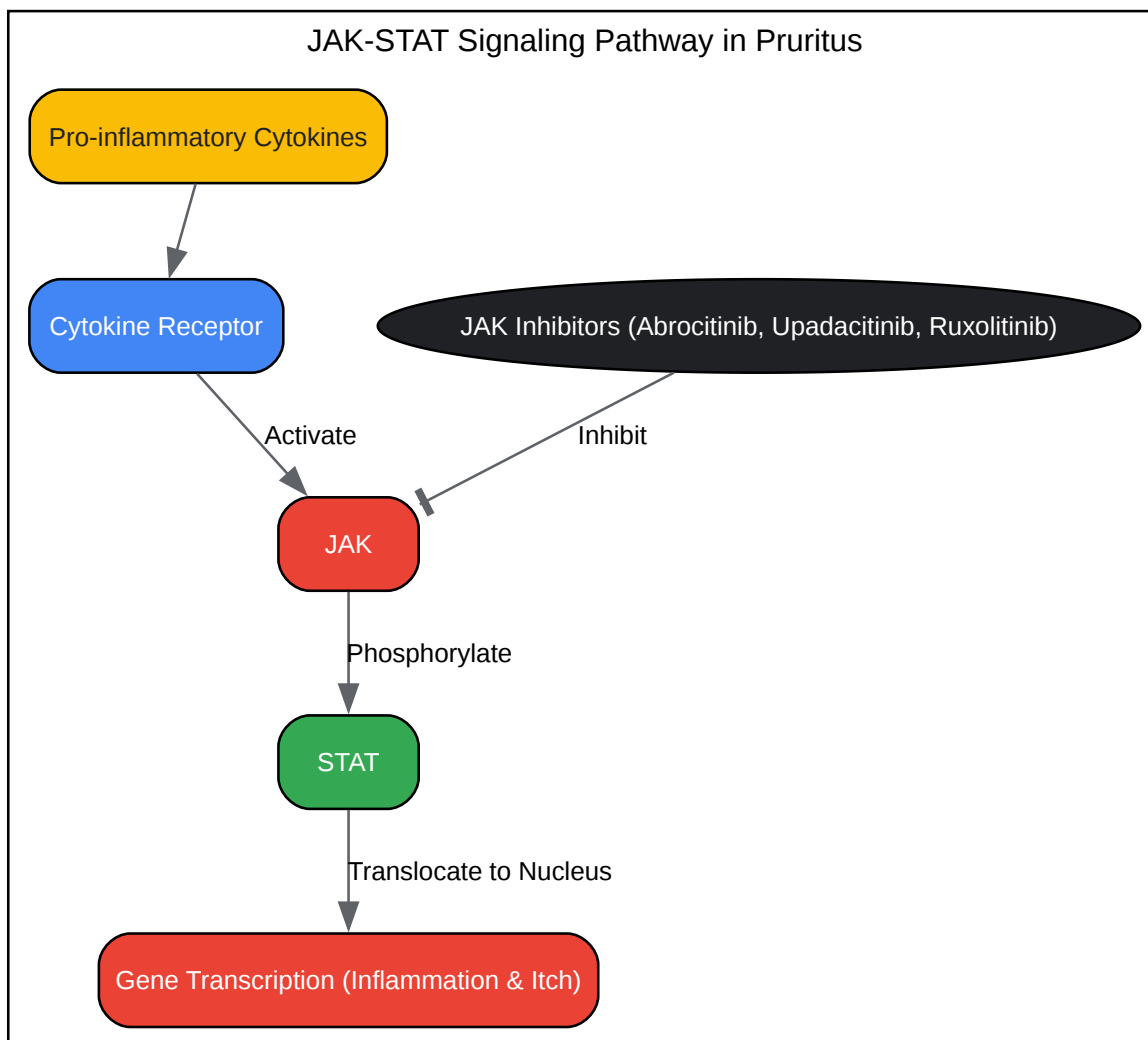 JAK-STAT Signaling Pathway in Pruritus
Pro-inflammatory Cytokines
Cytokine Receptor
JAK Inhibitors (Abrocitinib, Upadacitinib, Ruxolitinib)
Activate
Inhibit
JAK
Phosphorylate
STAT
Translocate to Nucleus
Gene Transcription (Inflammation & Itch)